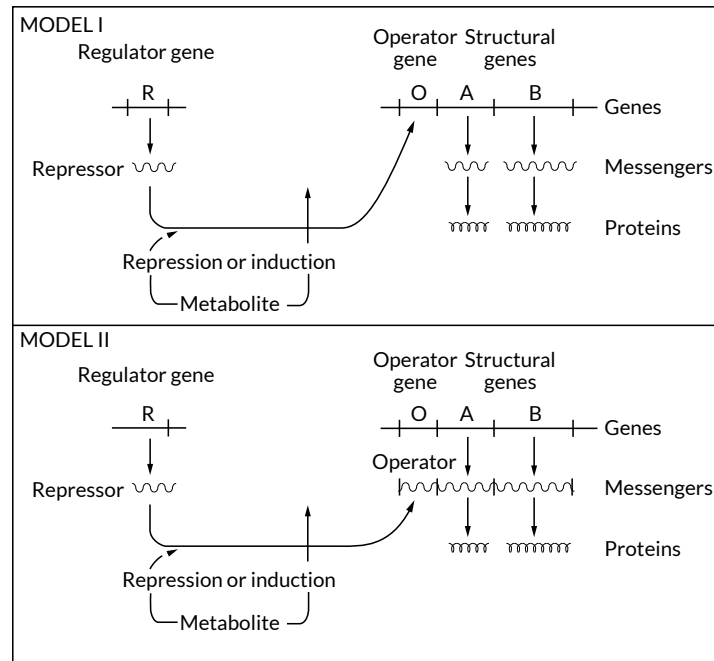 MODEL I
Regulator gene
Operator gene
Structural genes
R
O A B
Genes
Repressor
Messengers
Proteins
Repression or induction
Metabolite
MODEL II
Regulator gene
Operator gene
Structural genes
R
O A B
Genes
Operator
Repressor
Messengers
Proteins
Repression or induction
Metabolite